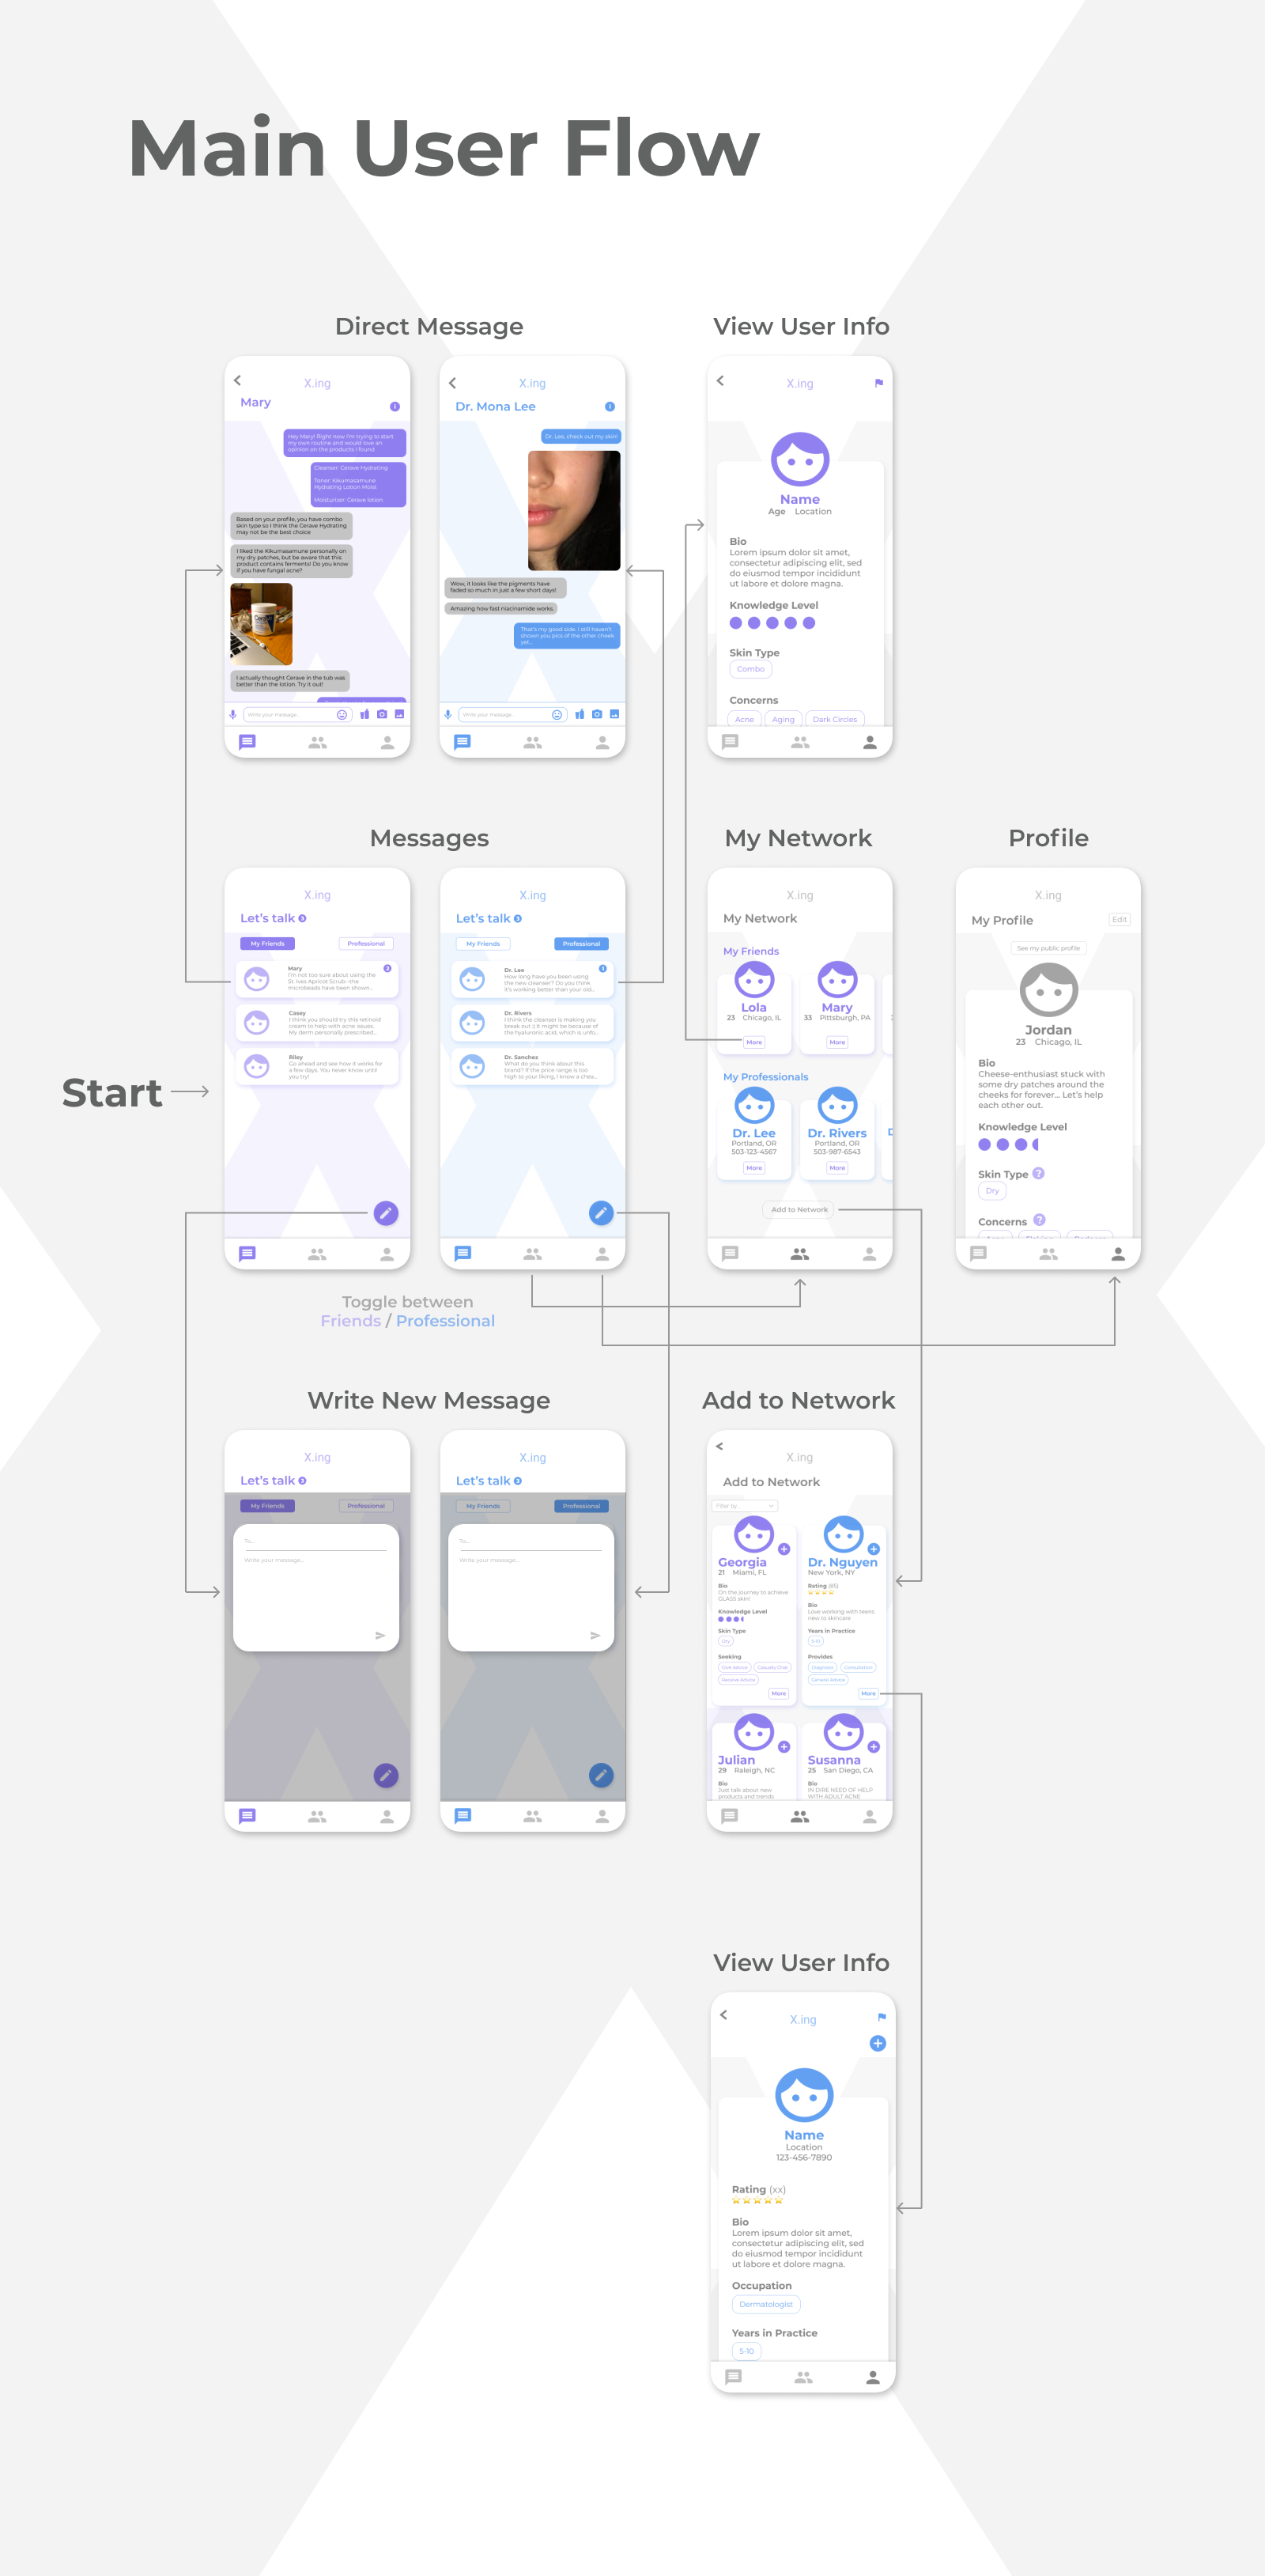 Main User Flow
Direct Message
X.ing
Mary
Hey Mary! Right now I'm trying to start
my own routine and would love an
opinion on the products I found
Cleanser: Cerave Hydrating
Toner: Kikumasamune
Hydrating Lotion Moist
Moisturizer: Cerave lotion
Based on your profile, you have combo
skin type so I think the Cerave Hydrating
may not be the best choice
I liked the Kikumasamune personally on
my dry patches, but be aware that this
product contains ferments! Do you know
if you have fungal acne?
I actually thought Cerave in the tub was
better than the lotion. Try it out!
Write your message...
X.ing
Dr. Mona Lee
Dr. Lee, check out my skin!
Wow, it looks like the pigments have
faded so much in just a few short days!
Amazing how fast niacinamide works.
That's my good side. I still haven't
shown you pics of the other cheek
yet...
Write your message...
View User Info
X.ing
Name
Age Location
Bio
Lorem ipsum dolor sit amet,
consectetur adipiscing elit, sed
do eiusmod tempor incididunt
ut labore et dolore magna.
Knowledge Level
Skin Type
Combo
Concerns
Acne Aging Dark Circles
Start
Messages
X.ing
Let's talk 3
My Friends Professional
Mary 2
I'm not too sure about using the
St. Ives Apricot Scrub—the
microbeads have been shown...
Casey
I think you should try this retinoid
cream to help with acne issues.
My derm personally prescribed...
Riley
Go ahead and see how it works for
a few days. You never know until
you try!
X.ing
Let's talk 3
My Friends Professional
Dr. Lee 1
How long have you been using
the new cleanser? Do you think
it's working better than your old...
Dr. Rivers
I think the cleanser is making you
break out :( It might be because of
the hyaluronic acid, which is unfo...
Dr. Sanchez
What do you think about this
brand? If the price range is too
high to your liking, I know a chea...
Toggle between
Friends / Professional
My Network
X.ing
My Network
My Friends
Lola
23 Chicago, IL
More
Mary
33 Pittsburgh, PA
More
My Professionals
Dr. Lee
Portland, OR
503-123-4567
More
Dr. Rivers
Portland, OR
503-987-6543
More
Add to Network
Profile
X.ing
My Profile Edit
See my public profile
Jordan
23 Chicago, IL
Bio
Cheese-enthusiast stuck with
some dry patches around the
cheeks for forever... Let's help
each other out.
Knowledge Level
Skin Type ?
Dry
Concerns ?
Write New Message
X.ing
Let's talk 3
My Friends Professional
To...
Write your message...
X.ing
Let's talk 3
My Friends Professional
To...
Write your message...
Add to Network
X.ing
Add to Network
Filter by...
Georgia
21 Miami, FL
Bio
On the journey to achieve
GLASS skin!
Knowledge Level
Skin Type
Dry
Seeking
Give Advice Casually Chat
Receive Advice
More
Dr. Nguyen
New York, NY
Rating (85)
Bio
Love working with teens
new to skincare
Years in Practice
5-10
Provides
Diagnosis Consultation
General Advice
More
Julian
29 Raleigh, NC
Bio
Just talk about new
products and trends
Susanna
25 San Diego, CA
Bio
IN DIRE NEED OF HELP
WITH ADULT ACNE
View User Info
X.ing
Name
Location
123-456-7890
Rating (xx)
Bio
Lorem ipsum dolor sit amet,
consectetur adipiscing elit, sed
do eiusmod tempor incididunt
ut labore et dolore magna.
Occupation
Dermatologist
Years in Practice
5-10